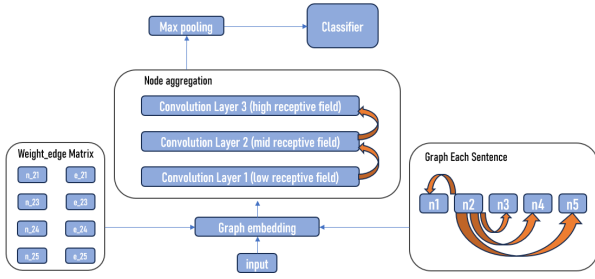 Max pooling
Classifier
Node aggregation
Convolution Layer 3 (high receptive field)
Convolution Layer 2 (mid receptive field)
Convolution Layer 1 (low receptive field)
Weight_edge Matrix
n_21 e_21
n_23 e_23
n_24 e_24
n_25 e_25
Graph Each Sentence
n1 n2 n3 n4 n5
Graph embedding
input